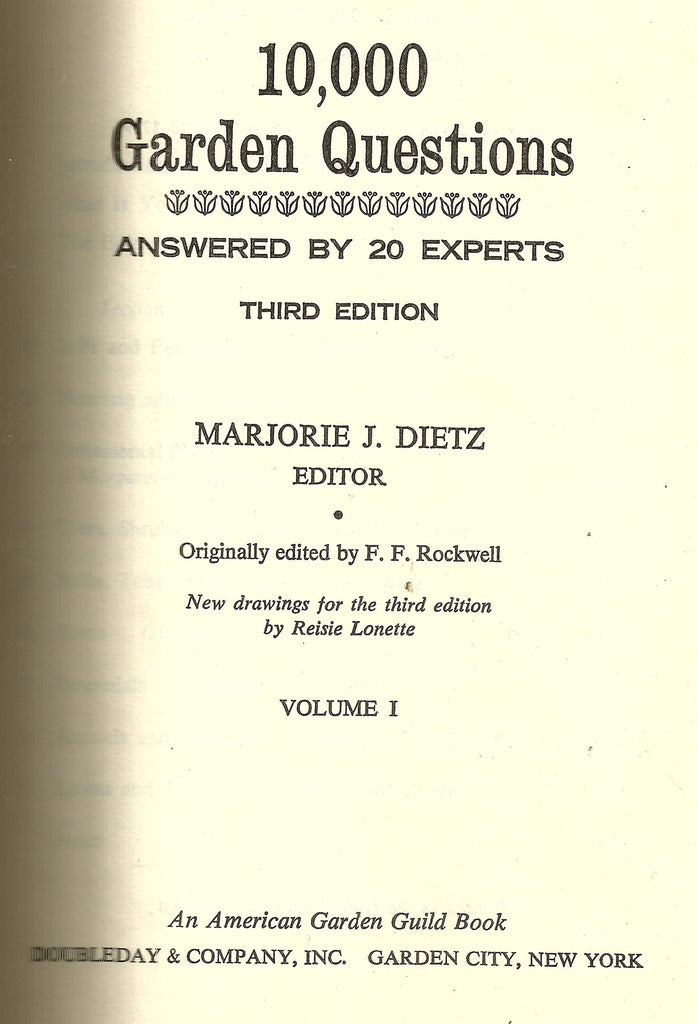 10,000
Garden Questions
ANSWERED BY 20 EXPERTS
THIRD EDITION
MARJORIE J. DIETZ
EDITOR
•
Originally edited by F. F. Rockwell
New drawings for the third edition
by Reisie Lonette
VOLUME I
An American Garden Guild Book
DOUBLEDAY & COMPANY, INC. GARDEN CITY, NEW YORK